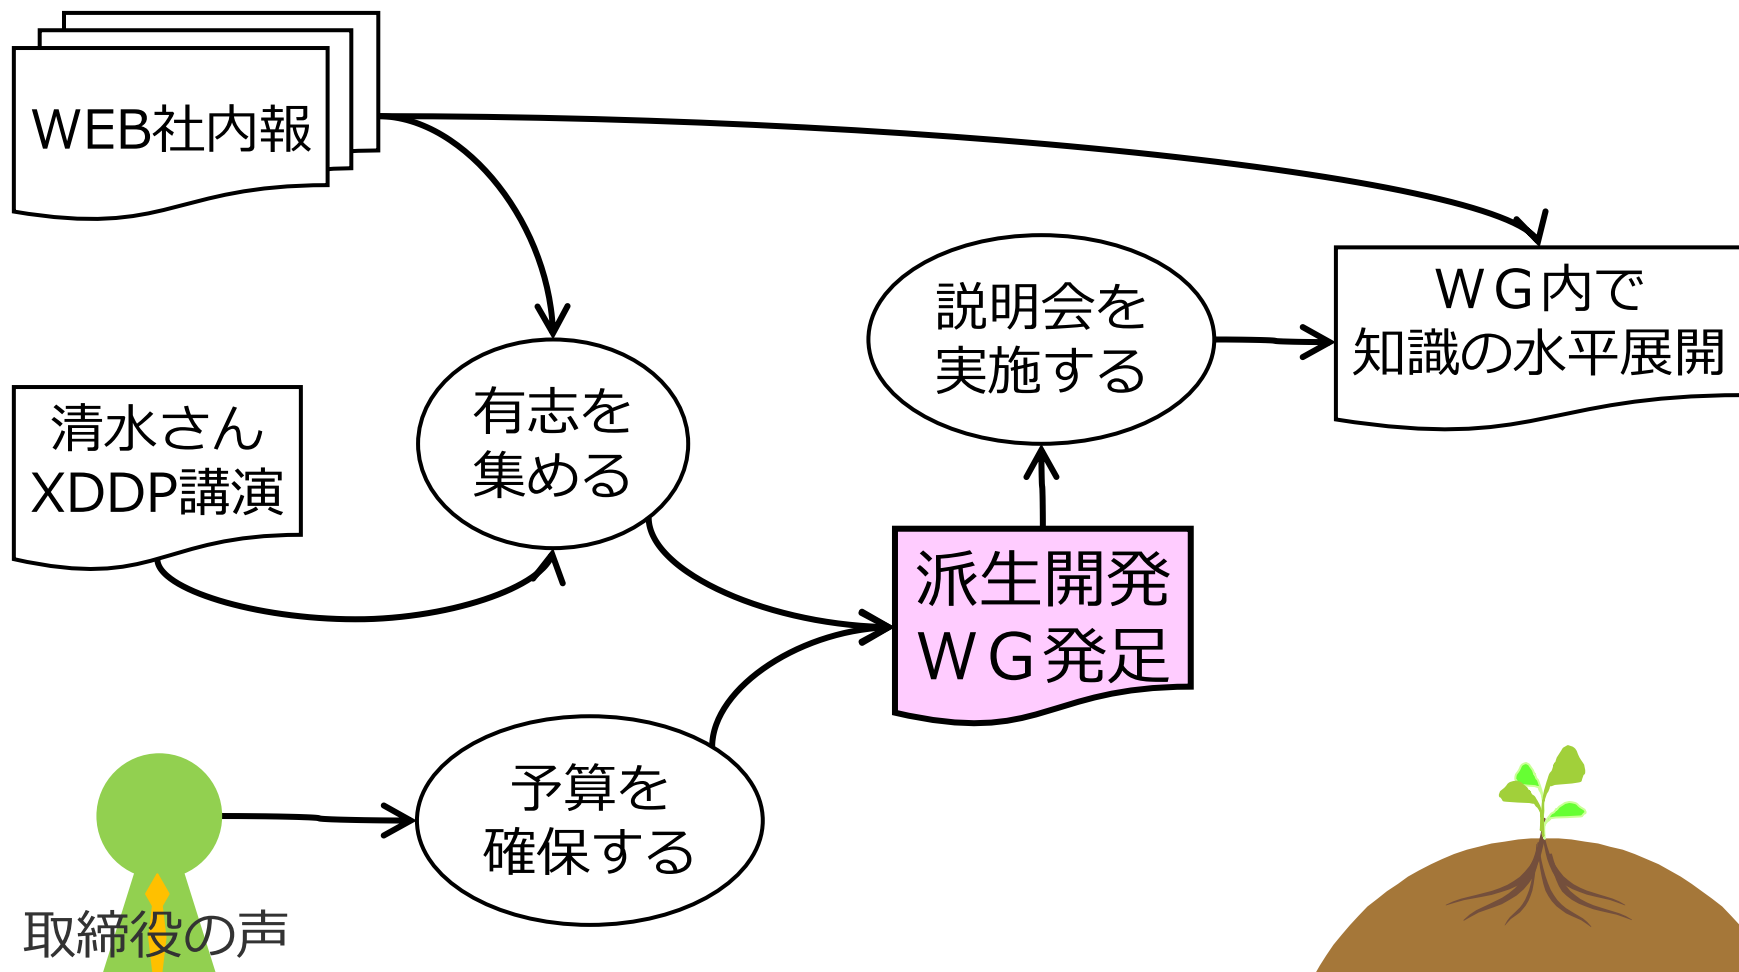 WEB社内報
清水さん
XDDP講演
有志を
集める
取締役の声
予算を
確保する
派生開発
ＷＧ発足
説明会を
実施する
ＷＧ内で
知識の水平展開